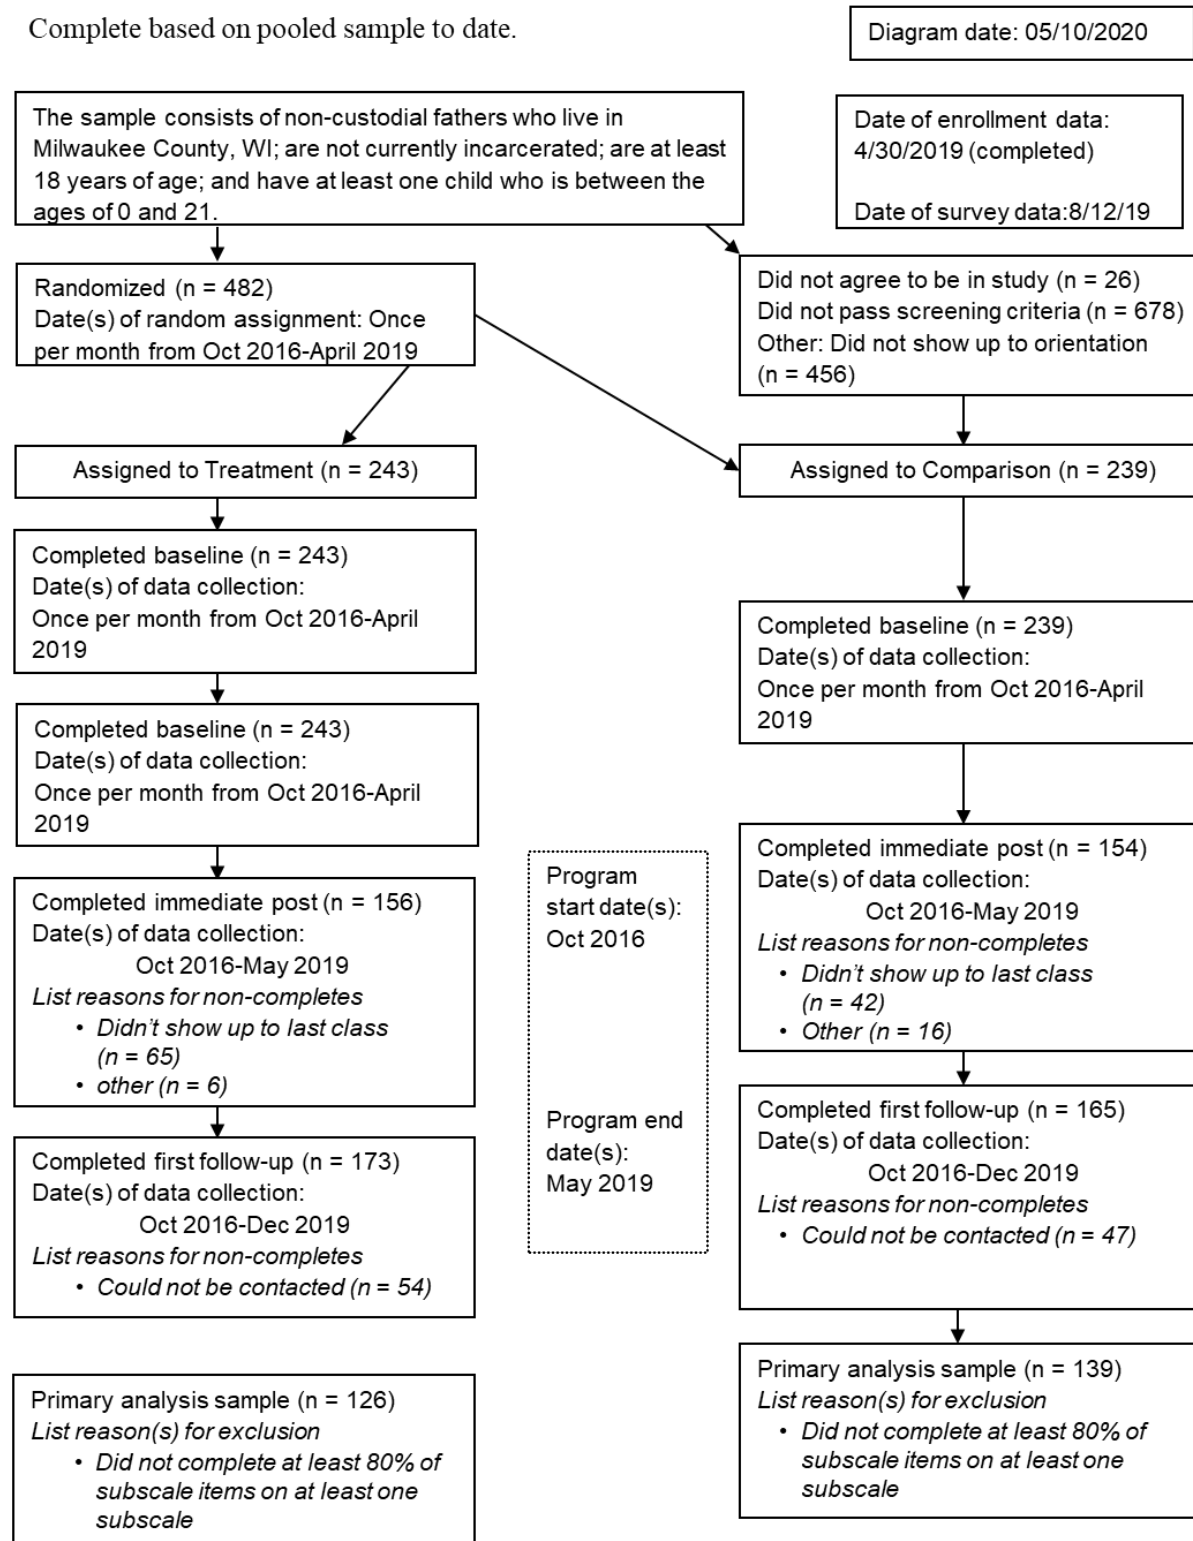 Complete based on pooled sample to date.
Diagram date: 05/10/2020
The sample consists of non-custodial fathers who live in
Milwaukee County, WI; are not currently incarcerated; are at least
18 years of age; and have at least one child who is between the
ages of 0 and 21.
Date of enrollment data:
4/30/2019 (completed)
Date of survey data:8/12/19
Randomized (n = 482)
Date(s) of random assignment: Once
per month from Oct 2016-April 2019
Did not agree to be in study (n = 26)
Did not pass screening criteria (n = 678)
Other: Did not show up to orientation
(n = 456)
Assigned to Treatment (n = 243)
Assigned to Comparison (n = 239)
Completed baseline (n = 243)
Date(s) of data collection:
Once per month from Oct 2016-April
2019
Completed baseline (n = 239)
Date(s) of data collection:
Once per month from Oct 2016-April
2019
Completed baseline (n = 243)
Date(s) of data collection:
Once per month from Oct 2016-April
2019
Completed immediate post (n = 156)
Date(s) of data collection:
Oct 2016-May 2019
List reasons for non-completes
• Didn't show up to last class
(n = 65)
• other (n = 6)
Program
start date(s):
Oct 2016
Program end
date(s):
May 2019
Completed immediate post (n = 154)
Date(s) of data collection:
Oct 2016-May 2019
List reasons for non-completes
• Didn't show up to last class
(n = 42)
• Other (n = 16)
Completed first follow-up (n = 173)
Date(s) of data collection:
Oct 2016-Dec 2019
List reasons for non-completes
• Could not be contacted (n = 54)
Completed first follow-up (n = 165)
Date(s) of data collection:
Oct 2016-Dec 2019
List reasons for non-completes
• Could not be contacted (n = 47)
Primary analysis sample (n = 126)
List reason(s) for exclusion
• Did not complete at least 80% of
subscale items on at least one
subscale
Primary analysis sample (n = 139)
List reason(s) for exclusion
• Did not complete at least 80% of
subscale items on at least one
subscale